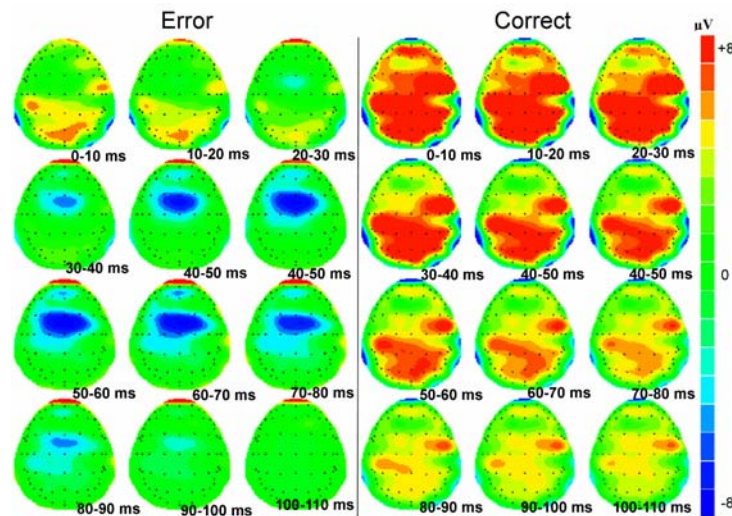 Error Correct µV
+8
0-10 ms 10-20 ms 20-30 ms 0-10 ms 10-20 ms 20-30 ms
30-40 ms 40-50 ms 40-50 ms 30-40 ms 40-50 ms 40-50 ms
0
50-60 ms 60-70 ms 70-80 ms 50-60 ms 60-70 ms 70-80 ms
80-90 ms 90-100 ms 100-110 ms 80-90 ms 90-100 ms 100-110 ms
-8